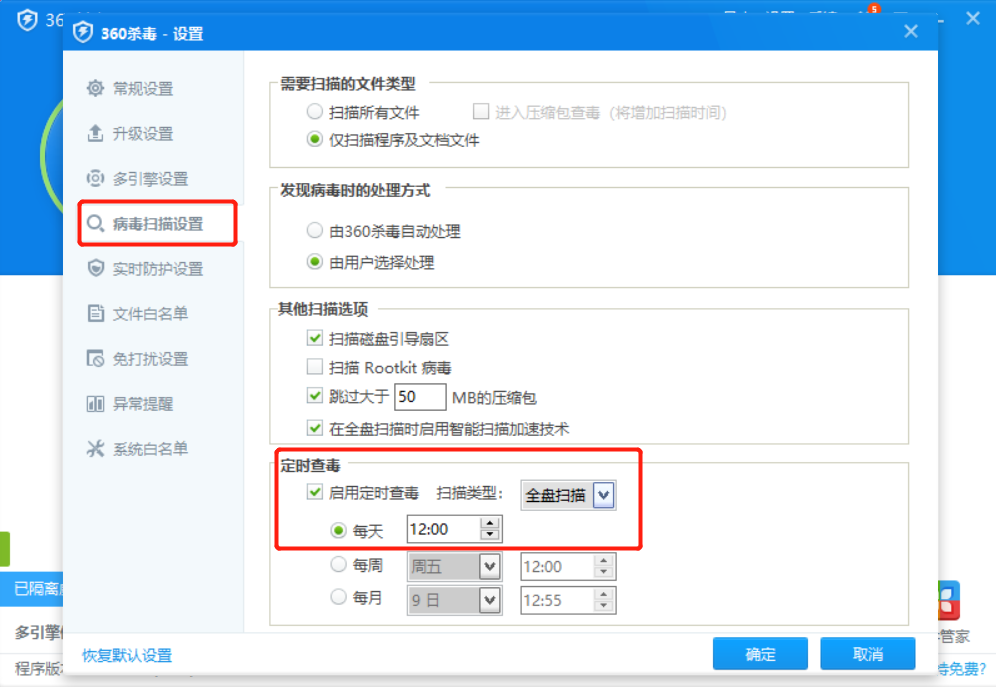 360杀毒 - 设置
5
常规设置
升级设置
多引擎设置
病毒扫描设置
实时防护设置
文件白名单
免打扰设置
异常提醒
系统白名单
需要扫描的文件类型
扫描所有文件 进入压缩包查毒（将增加扫描时间）
仅扫描程序及文档文件
发现病毒时的处理方式
由360杀毒自动处理
由用户选择处理
其他扫描选项
扫描磁盘引导扇区
扫描 Rootkit 病毒
跳过大于 50 MB的压缩包
在全盘扫描时启用智能扫描加速技术
定时查毒
启用定时查毒 扫描类型: 全盘扫描
每天 12:00
每周 周五 12:00
每月 9 日 12:55
已隔离
多引擎
管家
程序版
待免费?
恢复默认设置 确定 取消